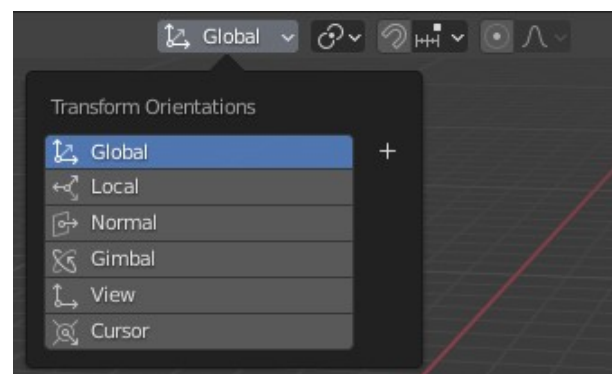 Global
Transform Orientations
Global
Local
Normal
Gimbal
View
Cursor